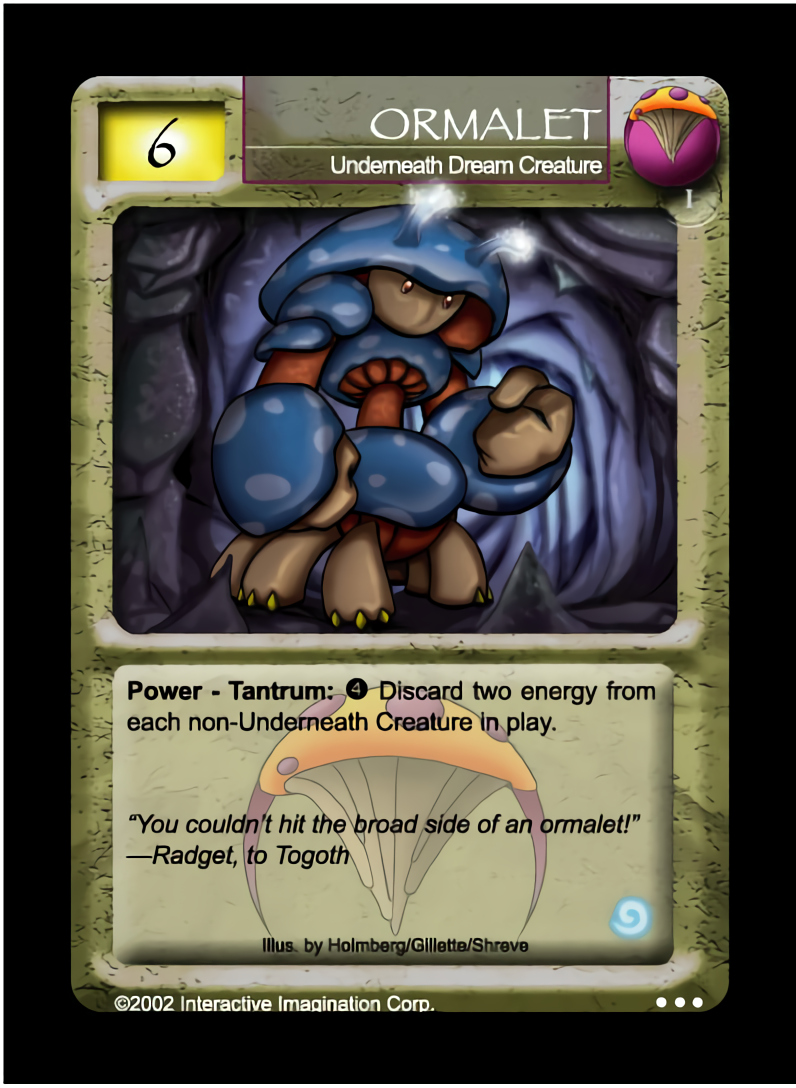 6
ORMALET
Underneath Dream Creature
I
Power - Tantrum: ❹ Discard two energy from
each non-Underneath Creature in play.
“You couldn't hit the broad side of an ormalet!”
—Radget, to Togoth
Illus. by Holmberg/Gillette/Shreve
©2002 Interactive Imagination Corp.